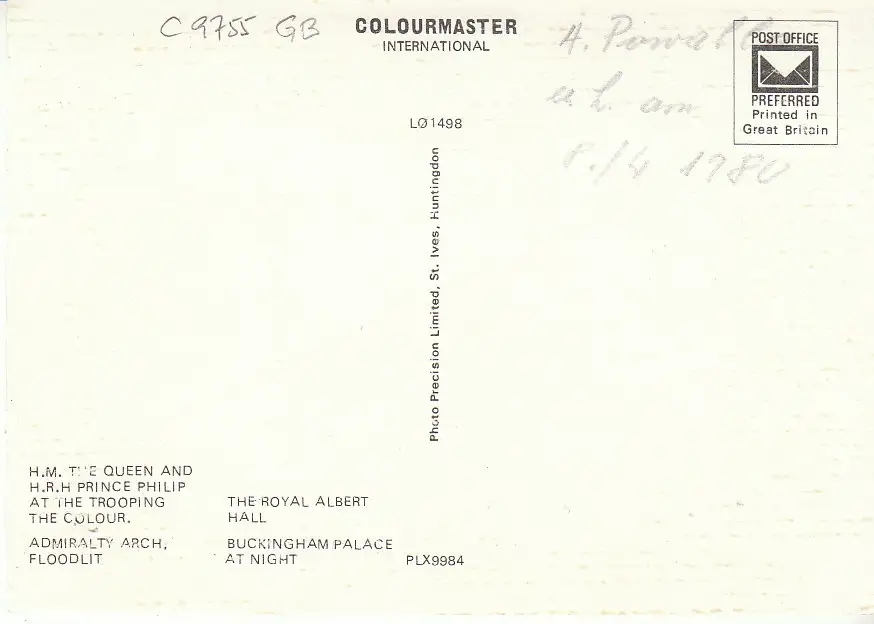 C 9755 GB
COLOURMASTER
INTERNATIONAL
A.
POST OFFICE
PREFERRED
Printed in
Great Britain
am
1980
LØ1498
Photo Precision Limited, St. Ives, Huntingdon
H.M. THE QUEEN AND
H.R.H PRINCE PHILIP
AT THE TROOPING
THE COLOUR.
ADMIRALTY ARCH,
FLOODLIT
THE ROYAL ALBERT
HALL
BUCKINGHAM PALACE
AT NIGHT
PLX9984